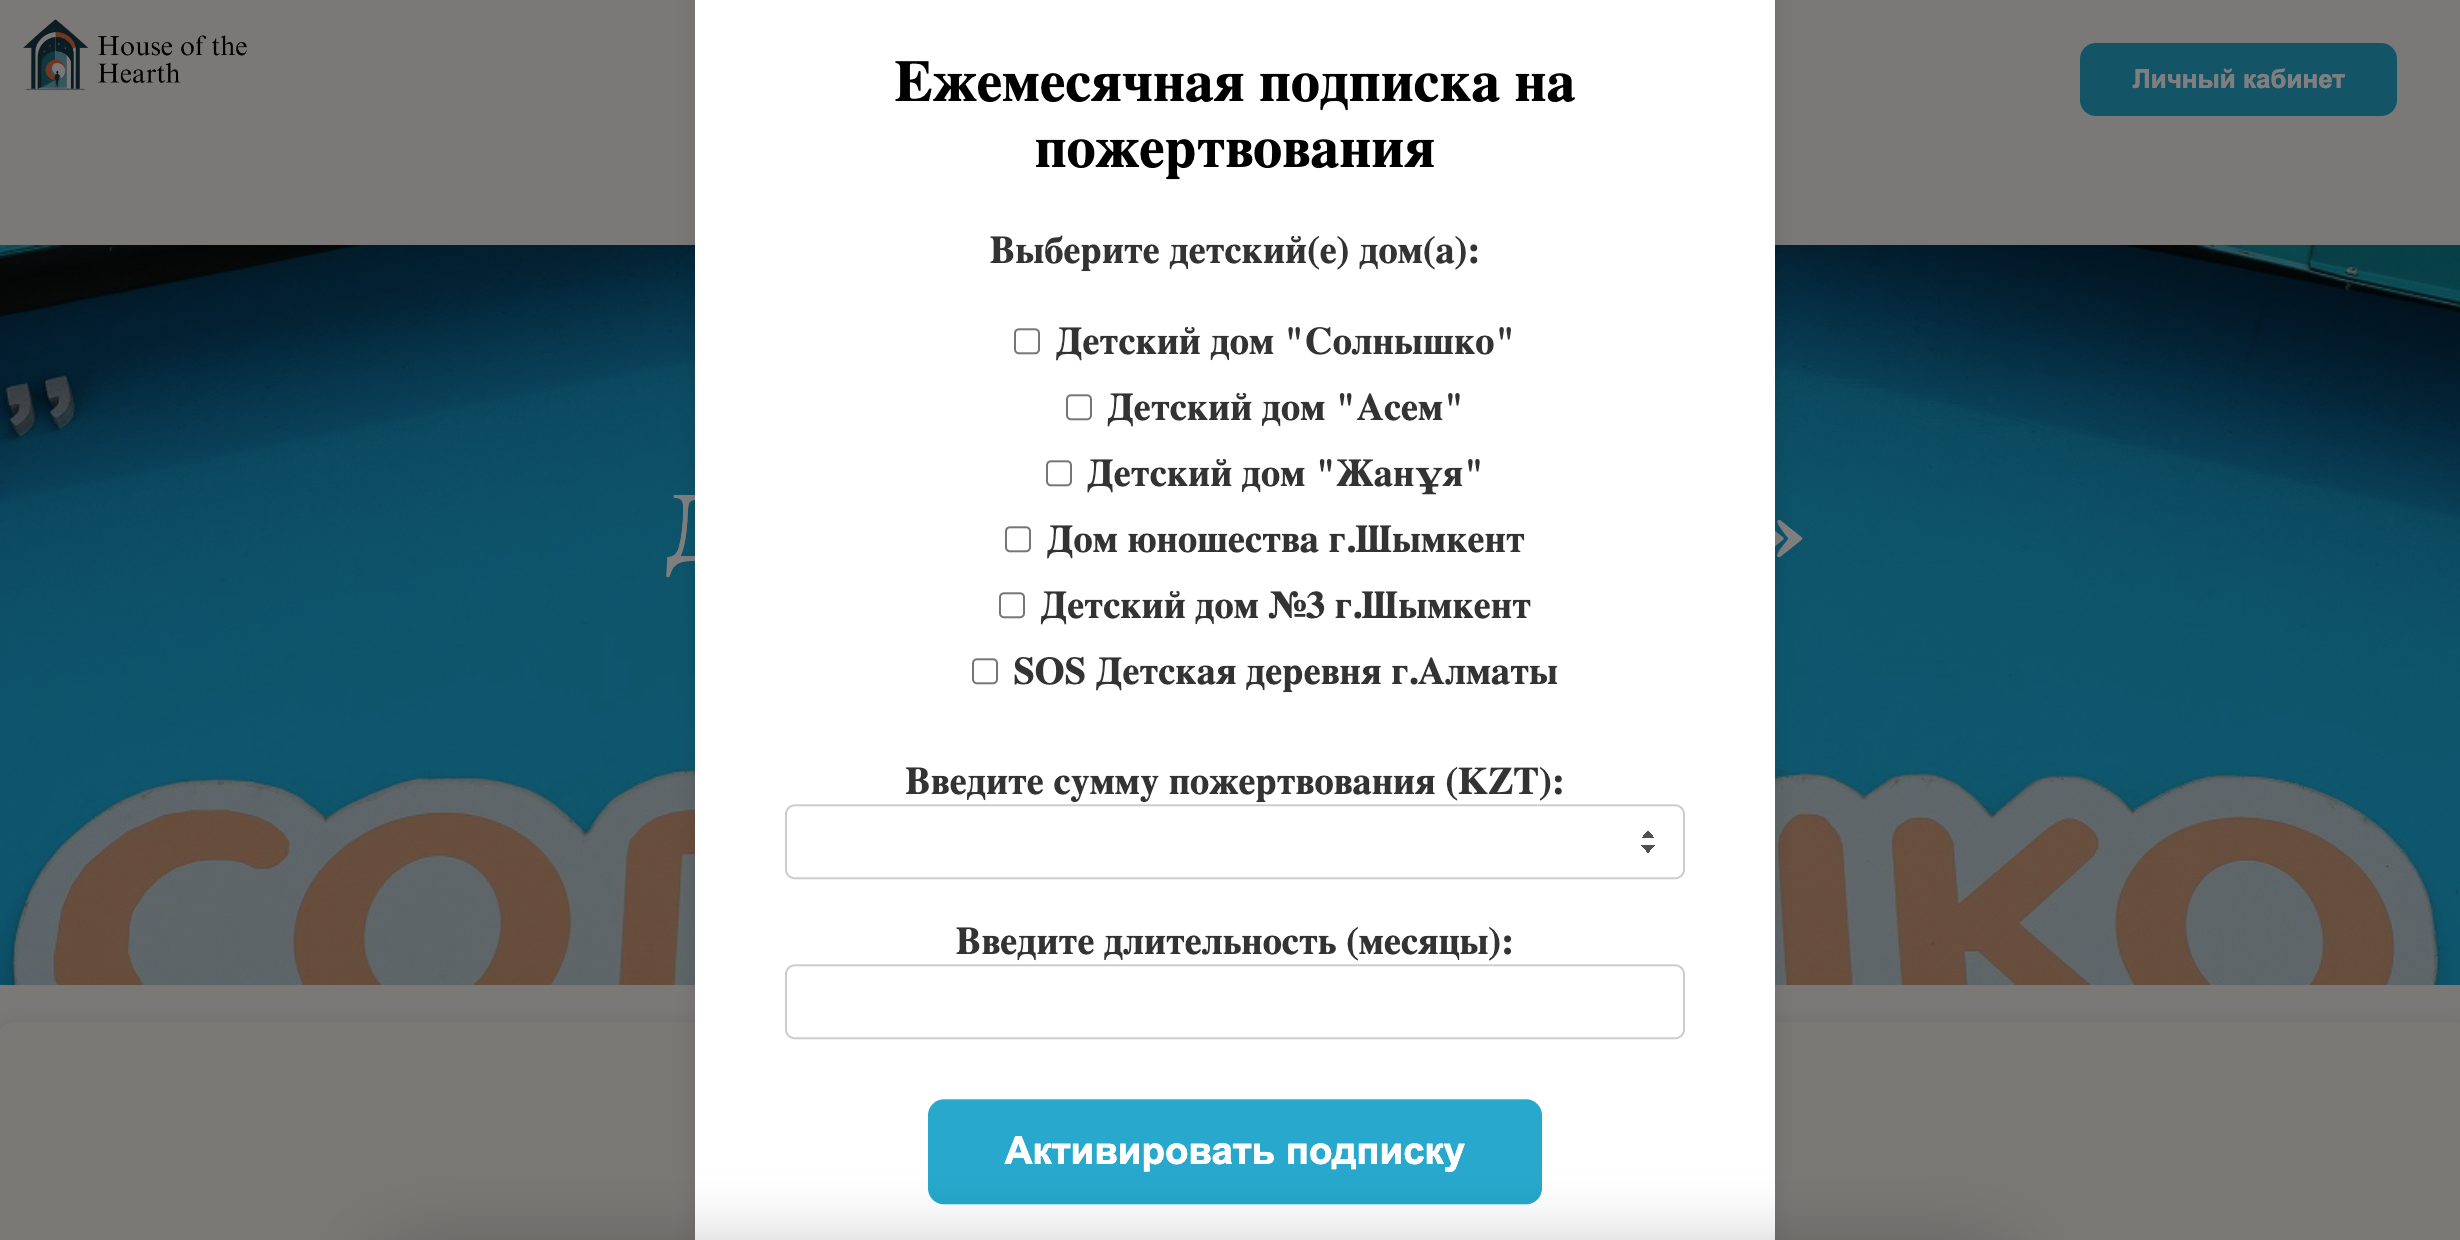 House of the
Hearth
Личный кабинет
Ежемесячная подписка на
пожертвования
Выберите детский(е) дом(а):
Детский дом "Солнышко"
Детский дом "Асем"
Детский дом "Жанұя"
Дом юношества г.Шымкент
Детский дом №3 г.Шымкент
SOS Детская деревня г.Алматы
Введите сумму пожертвования (KZT):
Введите длительность (месяцы):
Активировать подписку